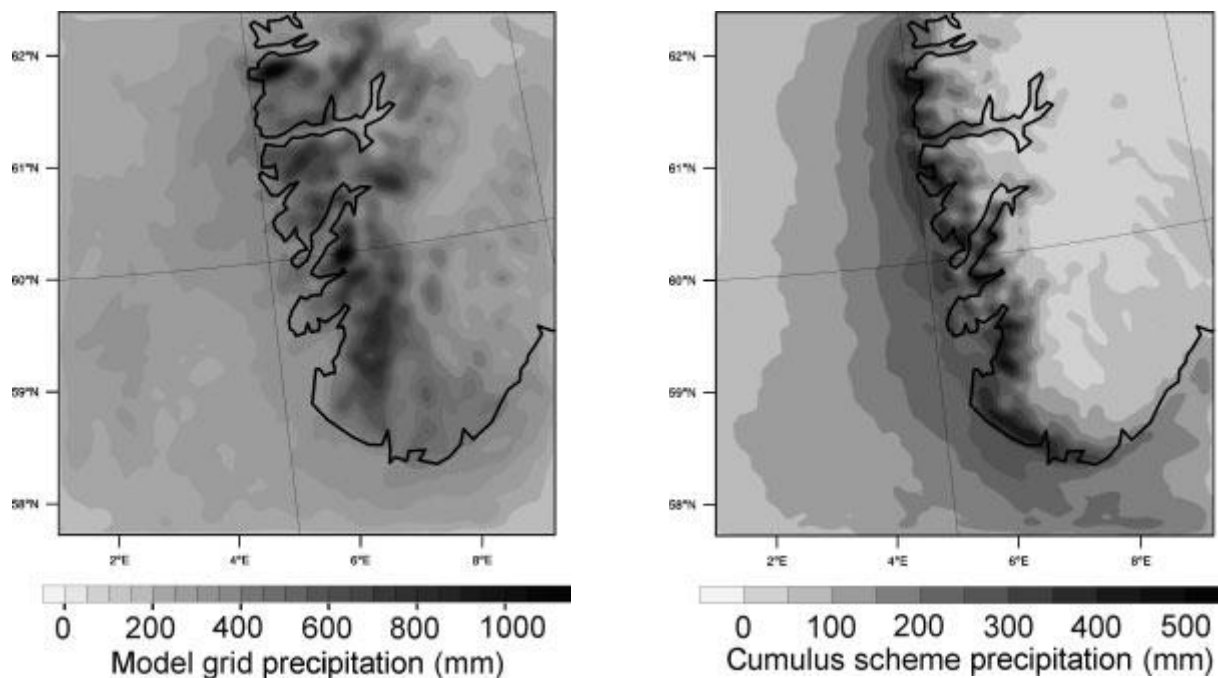 62°N
61°N
60°N
59°N
58°N
2°E 4°E 6°E 8°E
0 200 400 600 800 1000
Model grid precipitation (mm)
62°N
61°N
60°N
59°N
58°N
2°E 4°E 6°E 8°E
0 100 200 300 400 500
Cumulus scheme precipitation (mm)